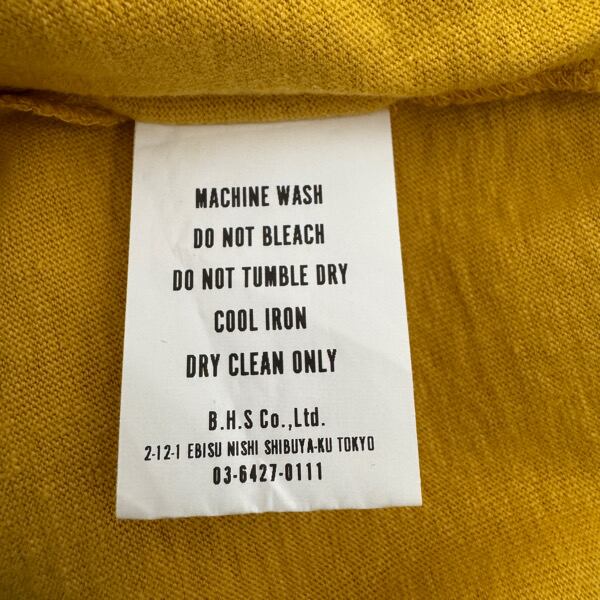 MACHINE WASH
DO NOT BLEACH
DO NOT TUMBLE DRY
COOL IRON
DRY CLEAN ONLY
B.H.S Co.,Ltd.
2-12-1 EBISU NISHI SHIBUYA-KU TOKYO
03-6427-0111